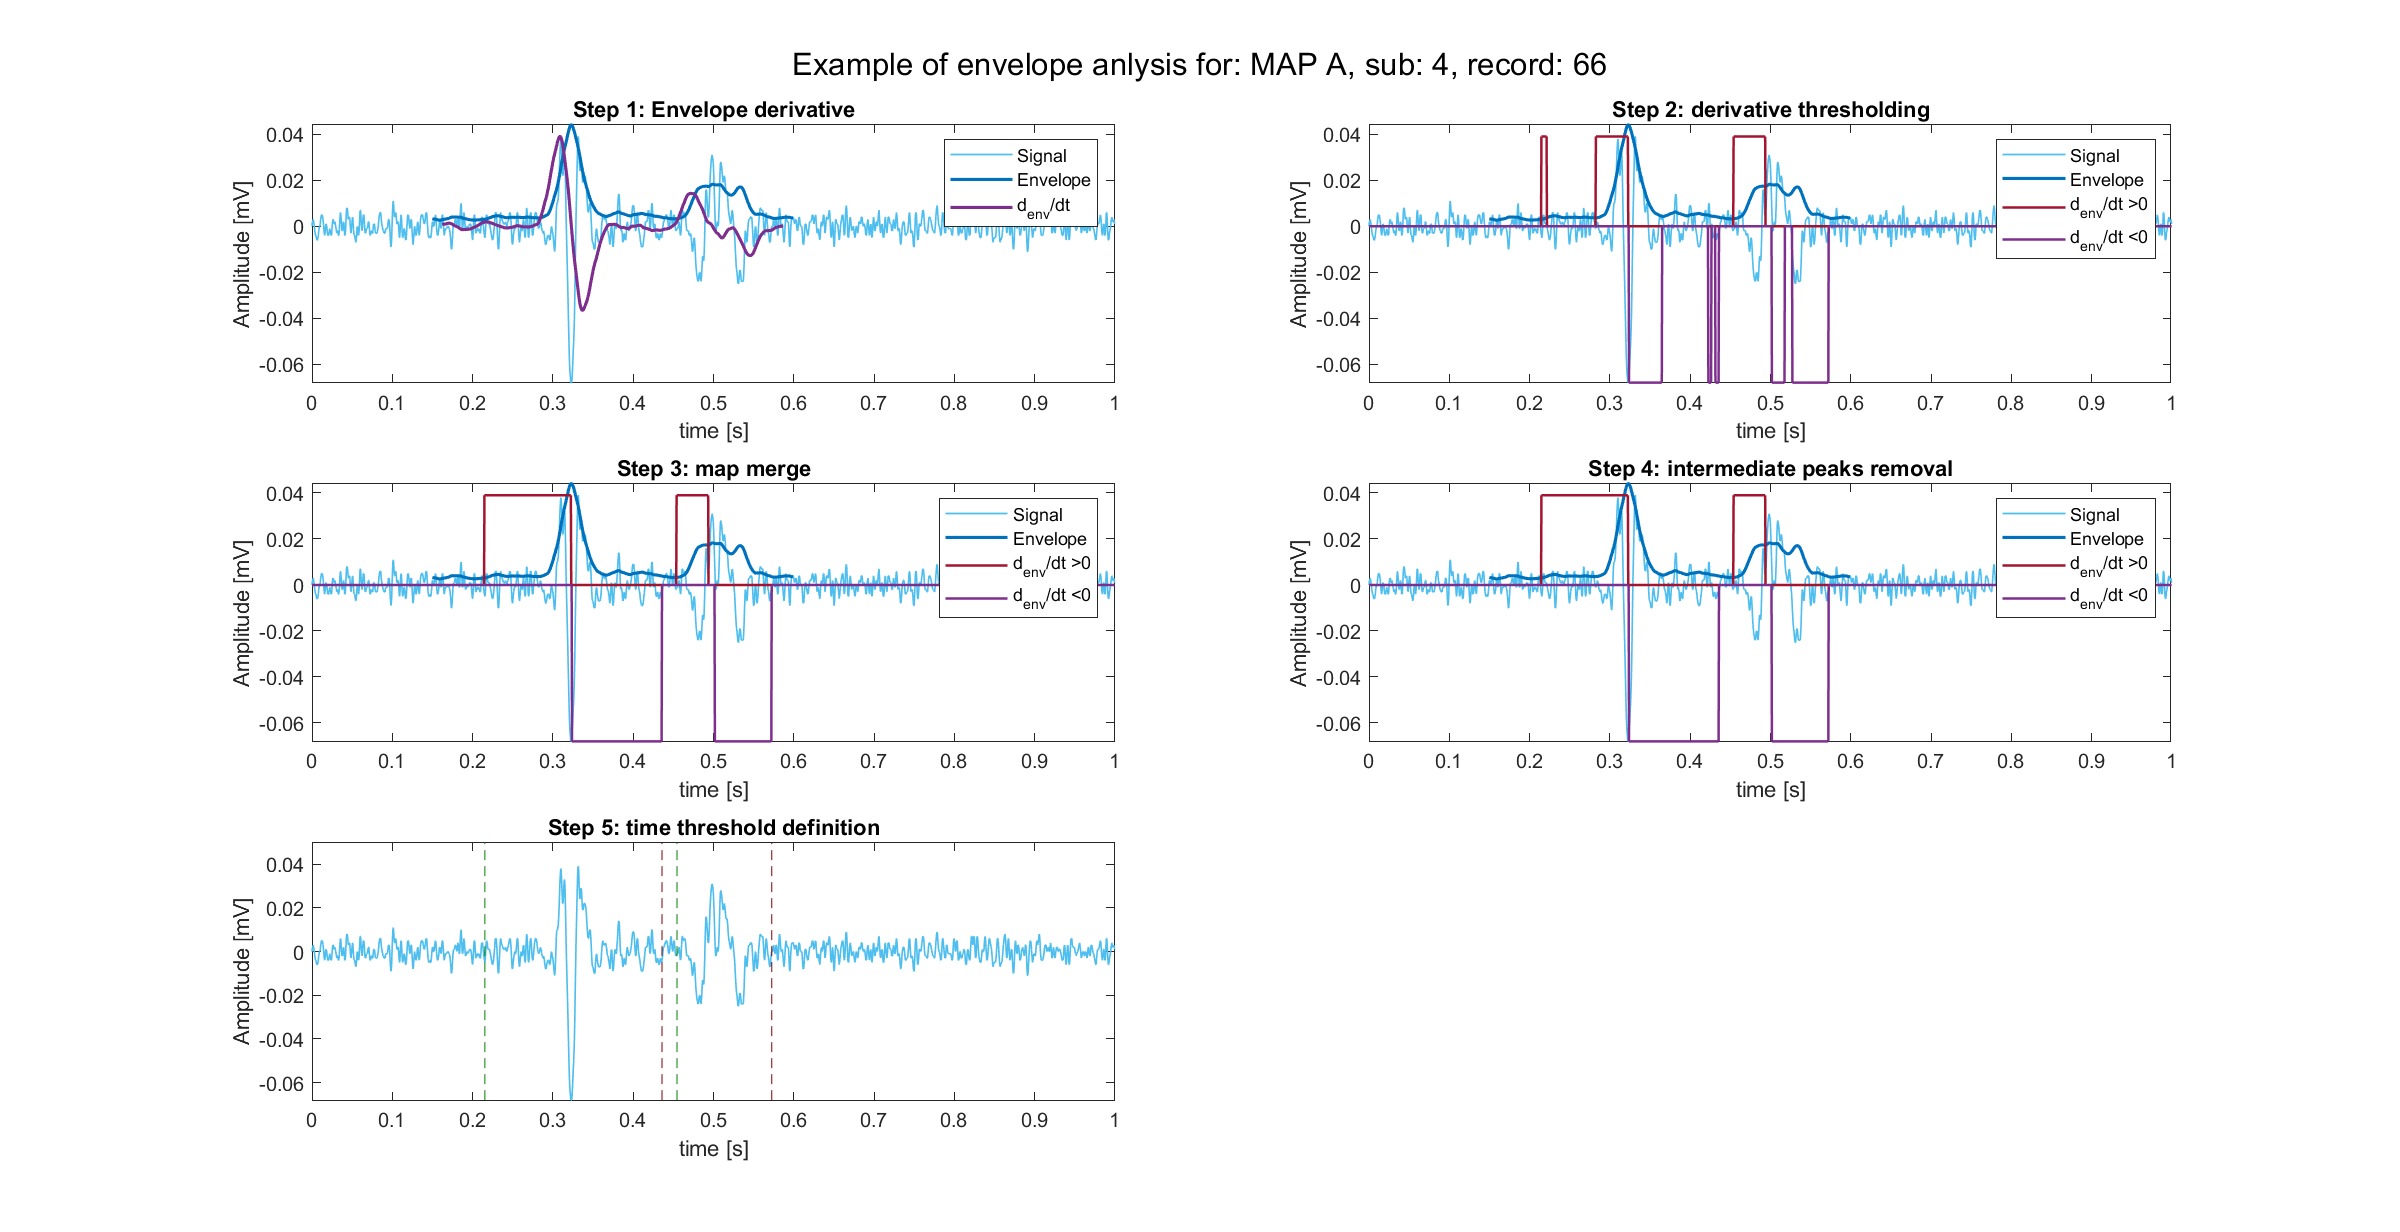 Example of envelope anlysis for: MAP A, sub: 4, record: 66
Step 1: Envelope derivative
Amplitude [mV]
0.04
0.02
0
-0.02
-0.04
-0.06
Signal
Envelope
d_env/dt
0 0.1 0.2 0.3 0.4 0.5 0.6 0.7 0.8 0.9 1
time [s]
Step 2: derivative thresholding
Amplitude [mV]
0.04
0.02
0
-0.02
-0.04
-0.06
Signal
Envelope
d_env/dt >0
d_env/dt <0
0 0.1 0.2 0.3 0.4 0.5 0.6 0.7 0.8 0.9 1
time [s]
Step 3: map merge
Amplitude [mV]
0.04
0.02
0
-0.02
-0.04
-0.06
Signal
Envelope
d_env/dt >0
d_env/dt <0
0 0.1 0.2 0.3 0.4 0.5 0.6 0.7 0.8 0.9 1
time [s]
Step 4: intermediate peaks removal
Amplitude [mV]
0.04
0.02
0
-0.02
-0.04
-0.06
Signal
Envelope
d_env/dt >0
d_env/dt <0
0 0.1 0.2 0.3 0.4 0.5 0.6 0.7 0.8 0.9 1
time [s]
Step 5: time threshold definition
Amplitude [mV]
0.04
0.02
0
-0.02
-0.04
-0.06
0 0.1 0.2 0.3 0.4 0.5 0.6 0.7 0.8 0.9 1
time [s]